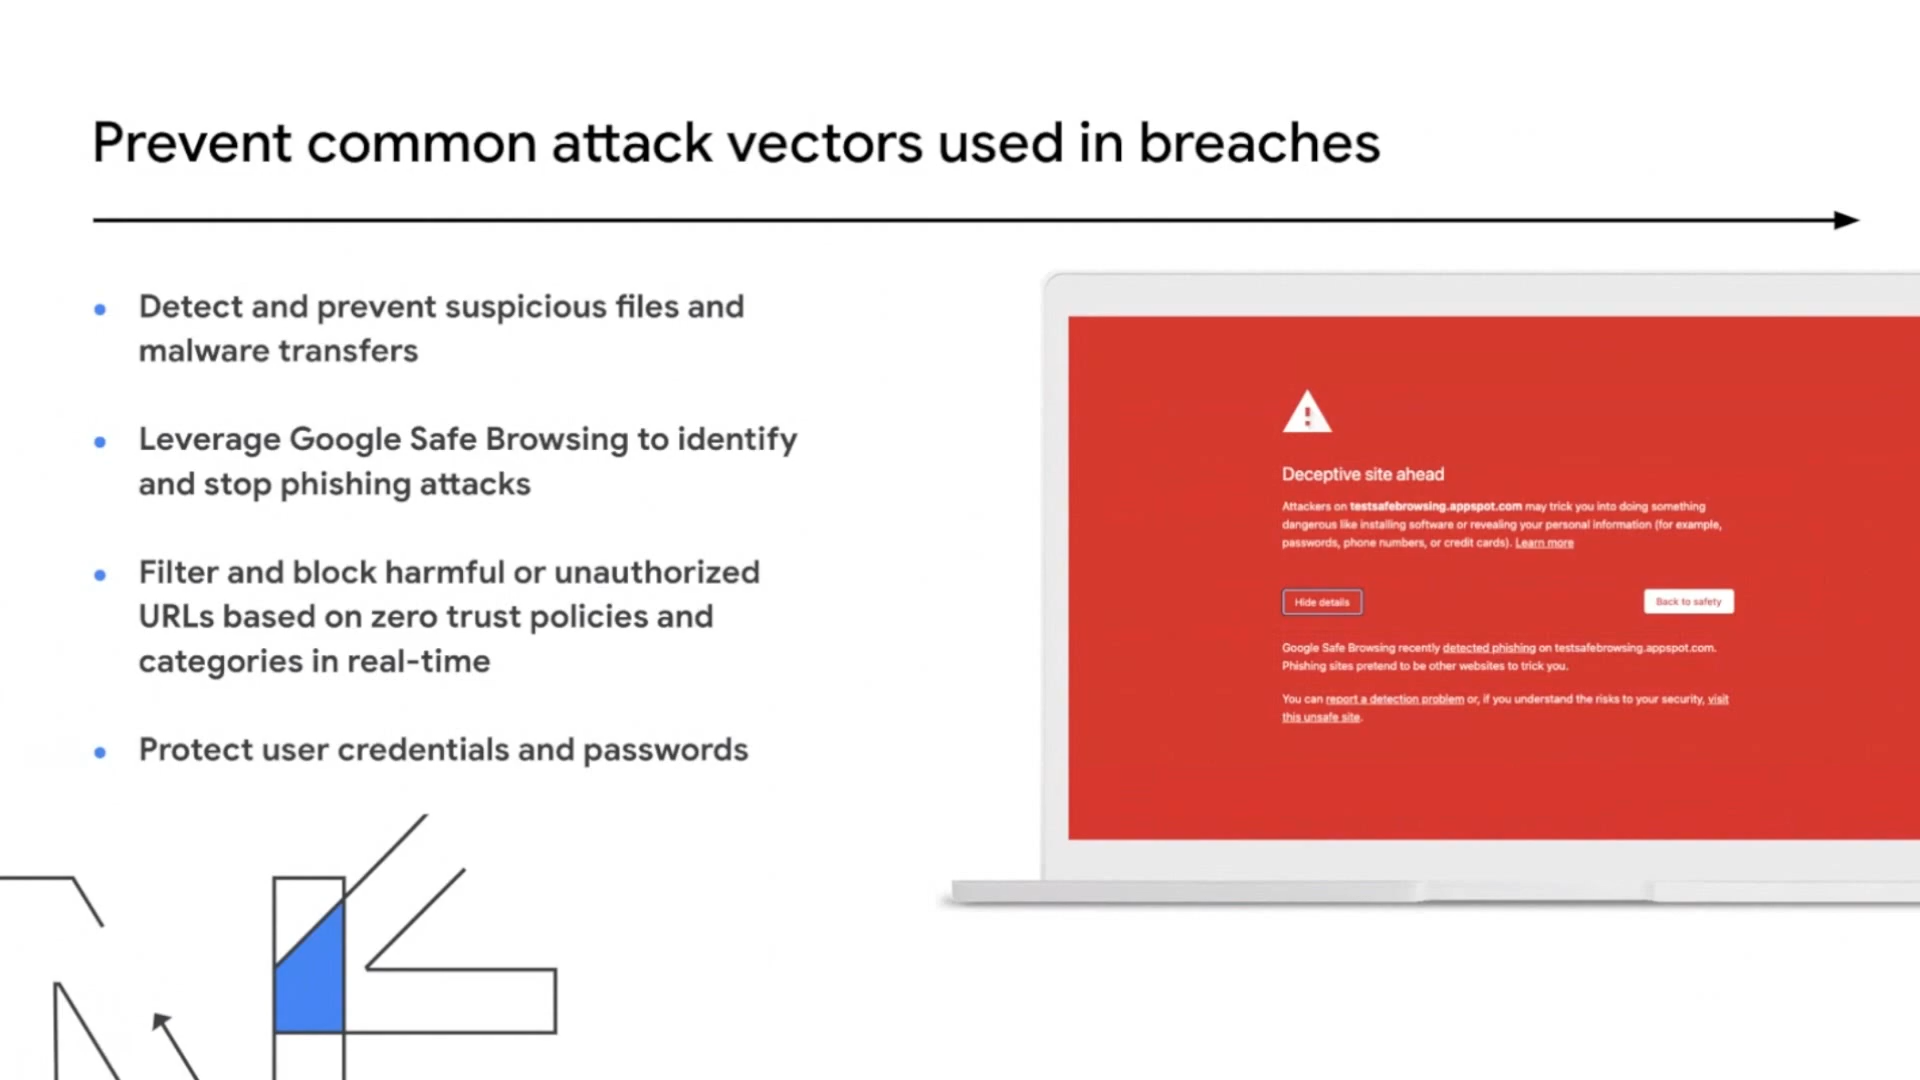 Prevent common attack vectors used in breaches
Detect and prevent suspicious files and
malware transfers
Leverage Google Safe Browsing to identify
and stop phishing attacks
Filter and block harmful or unauthorized
URLs based on zero trust policies and
categories in real-time
Protect user credentials and passwords
Deceptive site ahead
Attackers on testsafebrowsing.appspot.com may trick you into doing something
dangerous like installing software or revealing your personal information (for example,
passwords, phone numbers, or credit cards). Learn more
Hide details
Back to safety
Google Safe Browsing recently detected phishing on testsafebrowsing.appspot.com.
Phishing sites pretend to be other websites to trick you.
You can report a detection problem or, if you understand the risks to your security, visit
this unsafe site.